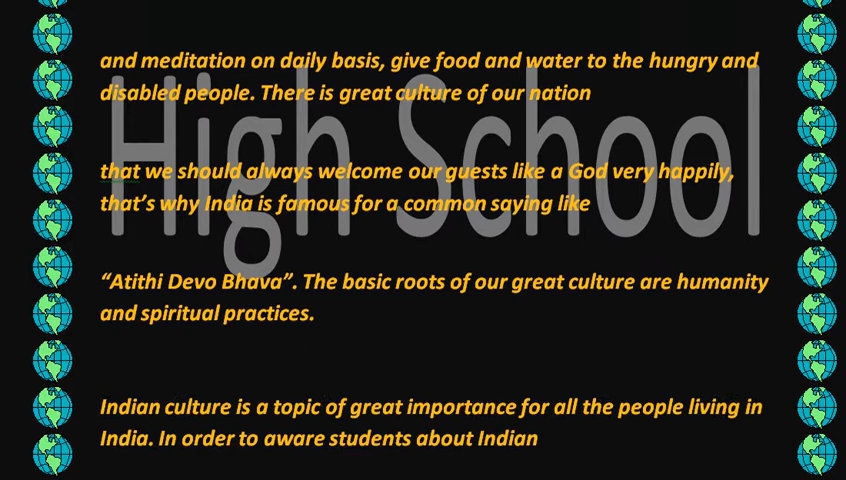 and meditation on daily basis, give food and water to the hungry and
disabled people. There is great culture of our nation
High School
that we should always welcome our guests like a God very happily,
that’s why India is famous for a common saying like
“Atithi Devo Bhava”. The basic roots of our great culture are humanity
and spiritual practices.
Indian culture is a topic of great importance for all the people living in
India. In order to aware students about Indian